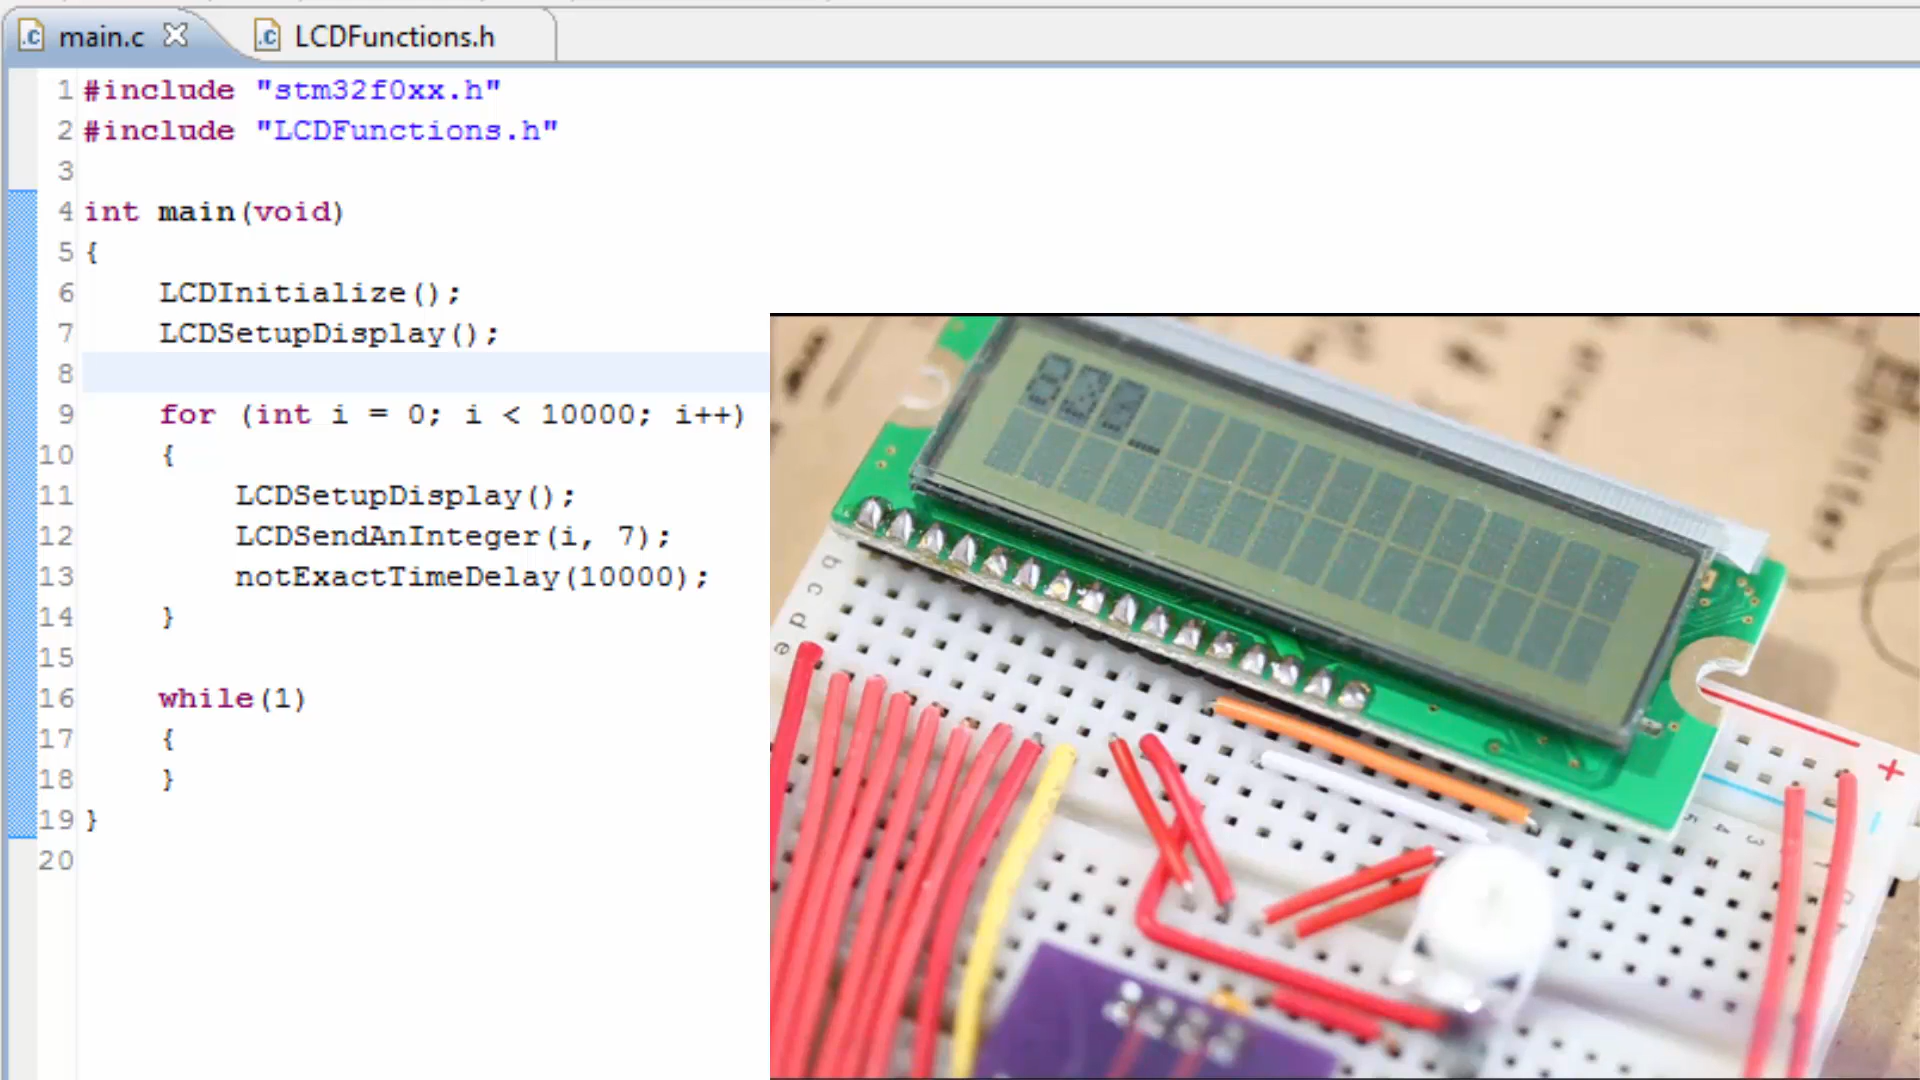 main.c LCDFunctions.h
1 #include "stm32f0xx.h"
2 #include "LCDFunctions.h"
3
4 int main(void)
5 {
6 LCDInitialize();
7 LCDSetupDisplay();
8
9 for (int i = 0; i < 10000; i++)
10 {
11 LCDSetupDisplay();
12 LCDSendAnInteger(i, 7);
13 notExactTimeDelay(10000);
14 }
15
16 while(1)
17 {
18 }
19 }
20
b
c
d
e
+
-